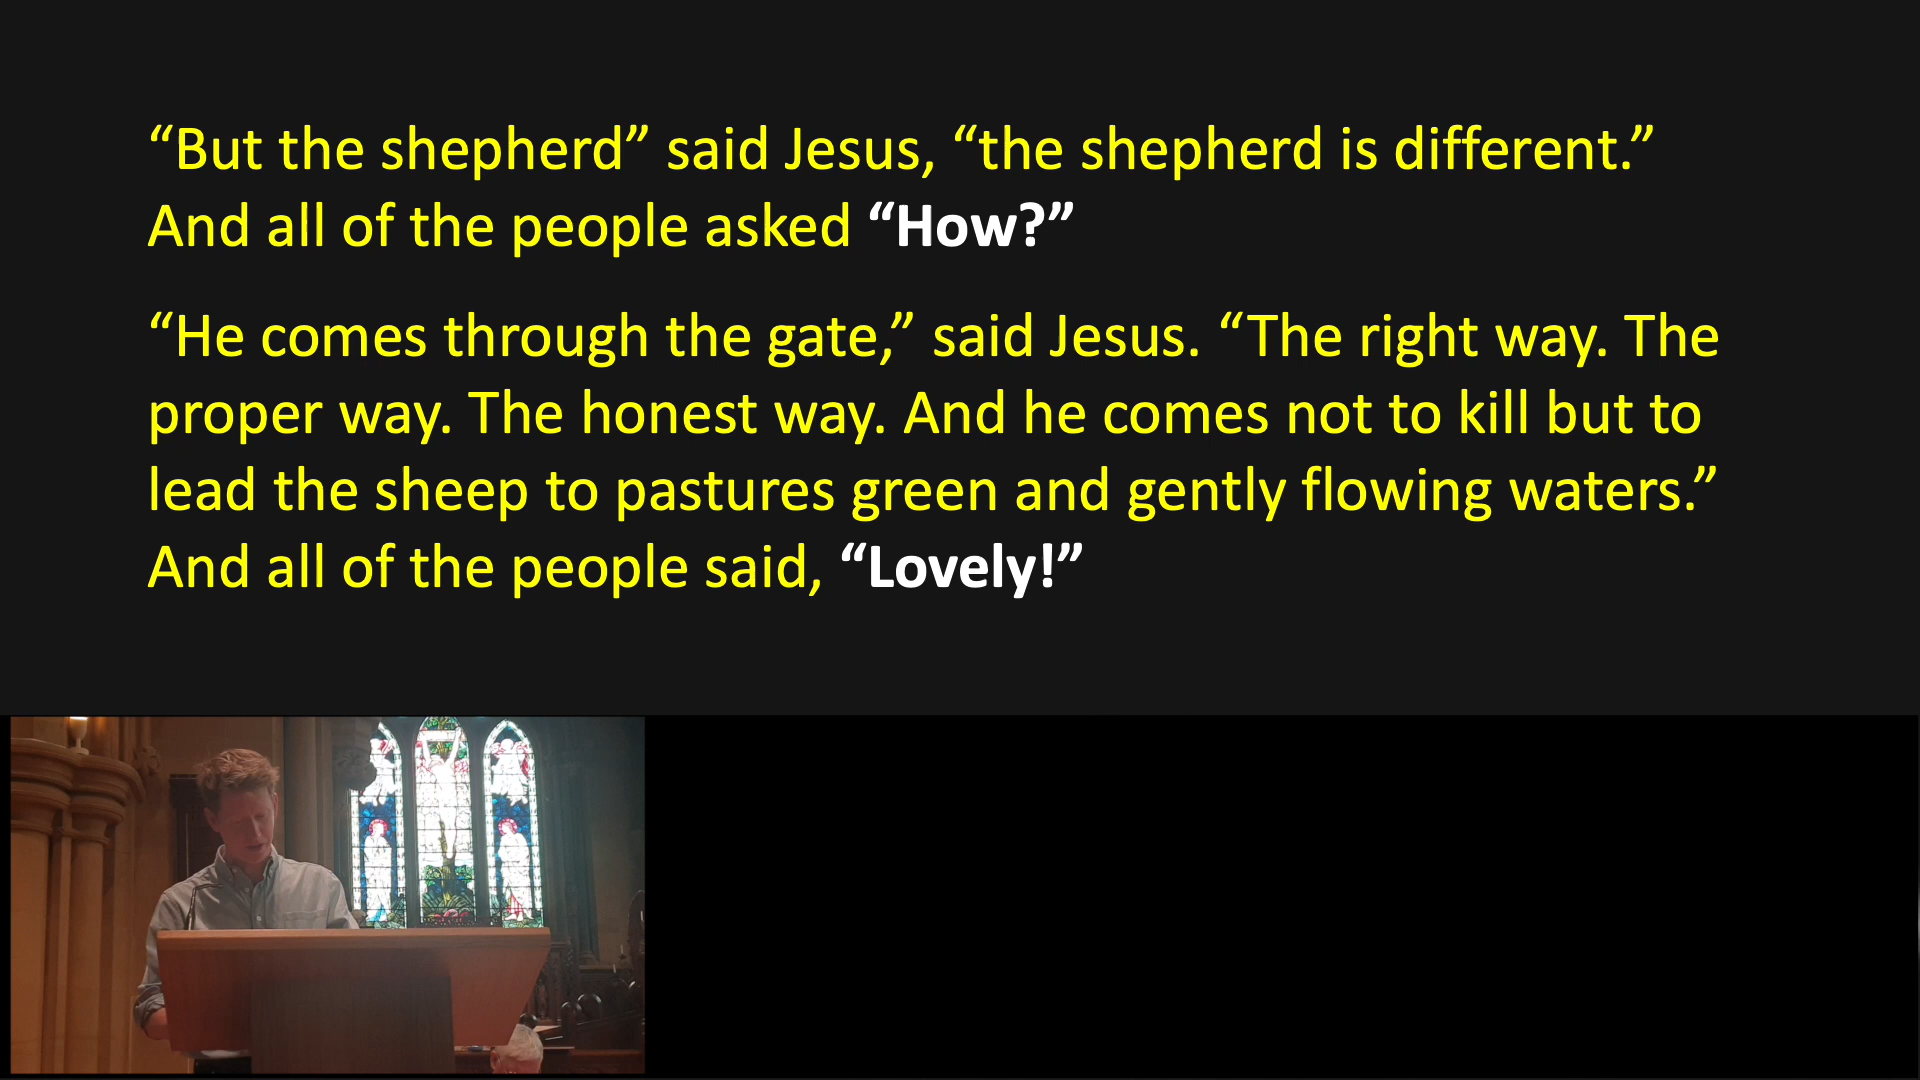 “But the shepherd” said Jesus, “the shepherd is different.”
And all of the people asked “How?”
“He comes through the gate,” said Jesus. “The right way. The
proper way. The honest way. And he comes not to kill but to
lead the sheep to pastures green and gently flowing waters.”
And all of the people said, “Lovely!”